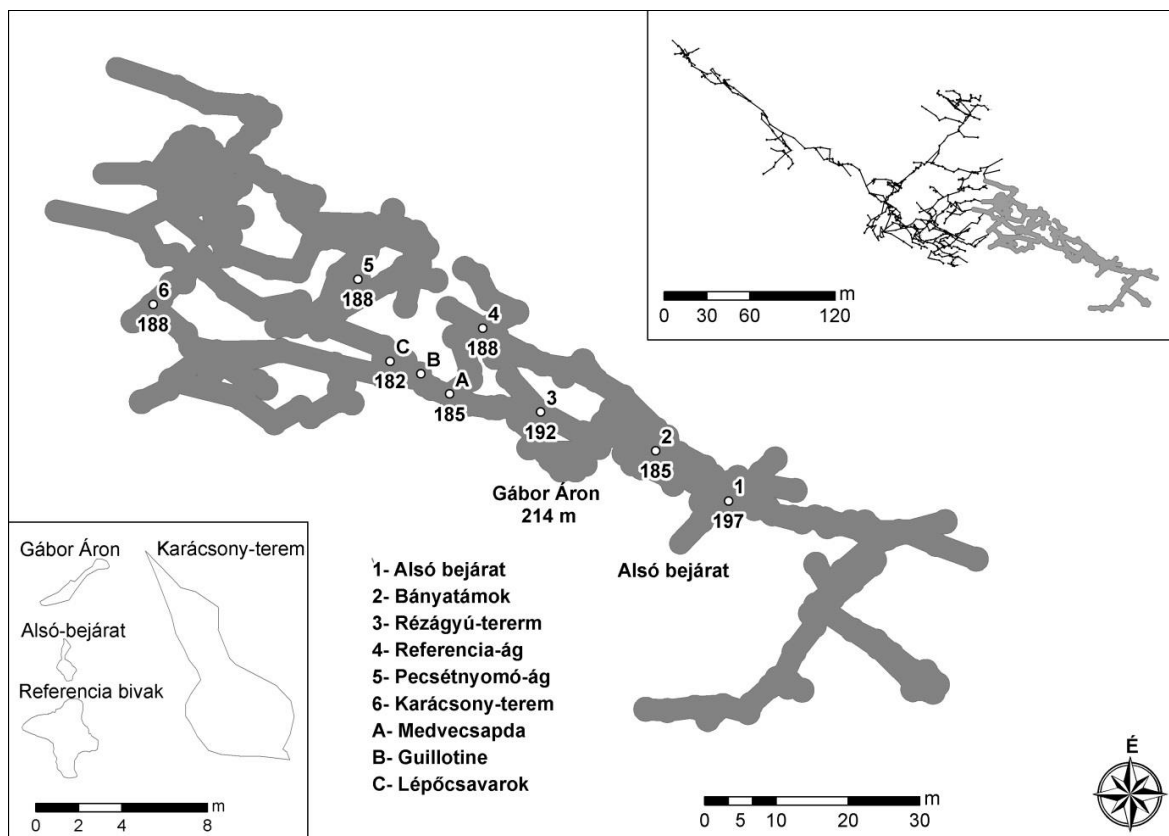 m
0 30 60 120
5
188
6
188
4
188
C
182
B
A
185
3
192
2
185
1
197
Gábor Áron
214 m
Alsó bejárat
Gábor Áron
Karácsony-terem
Alsó-bejárat
Referencia bivak
m
0 2 4 8
1- Alsó bejárat
2- Bányatámok
3- Rézágyú-tererm
4- Referencia-ág
5- Pecsétnyomó-ág
6- Karácsony-terem
A- Medvecsapda
B- Guillotine
C- Lépőcsavarok
m
0 5 10 20 30
É